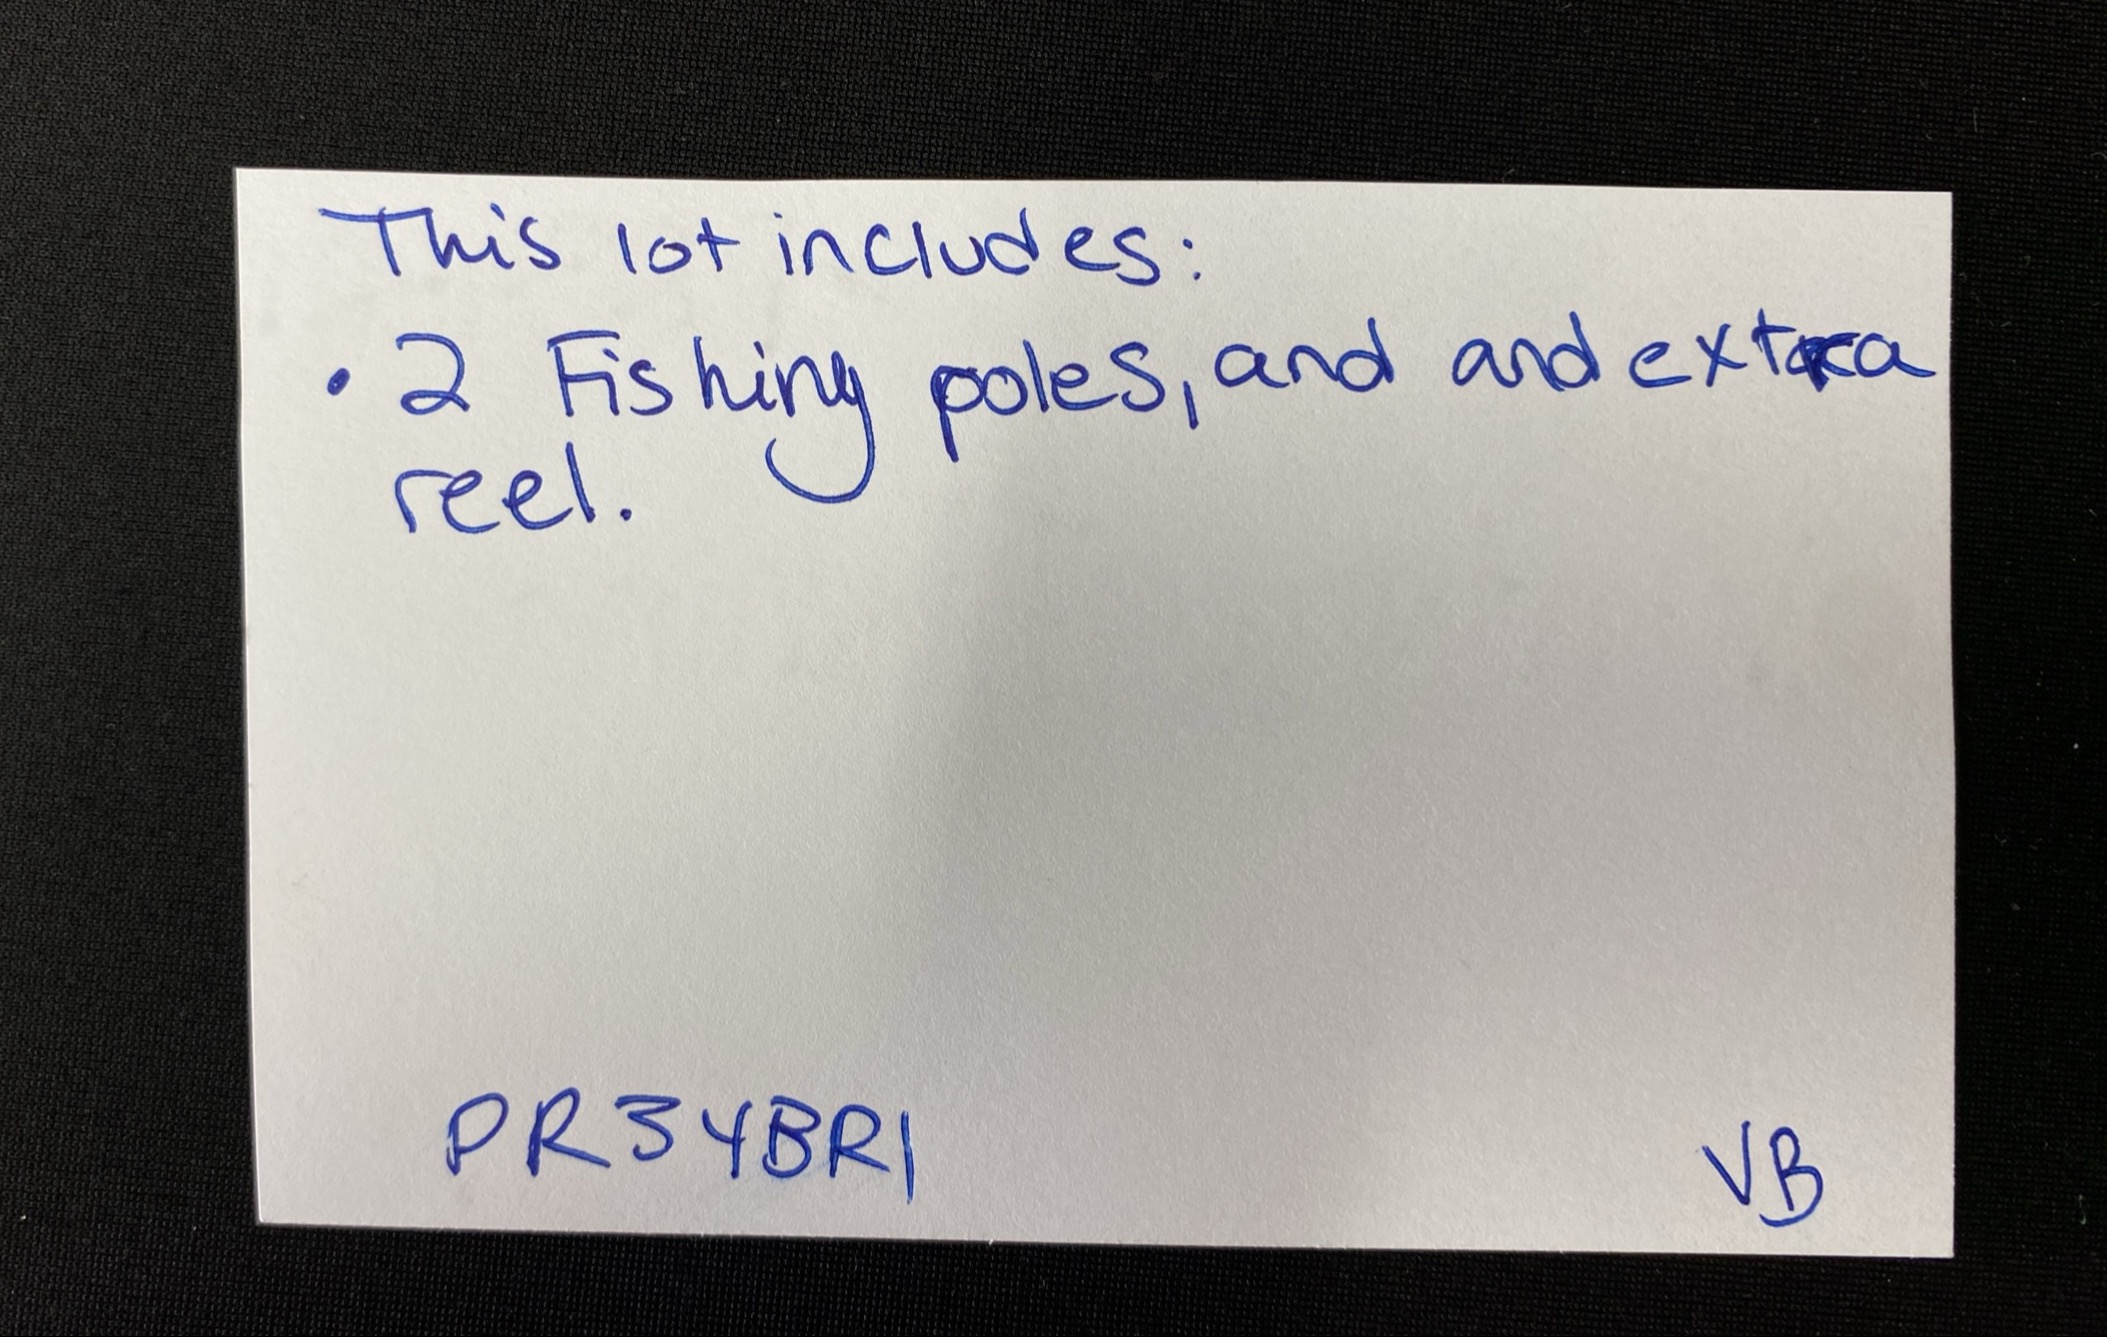 This lot includes:
• 2 Fishing poles, and and extra
reel.
PR34BR1
VB